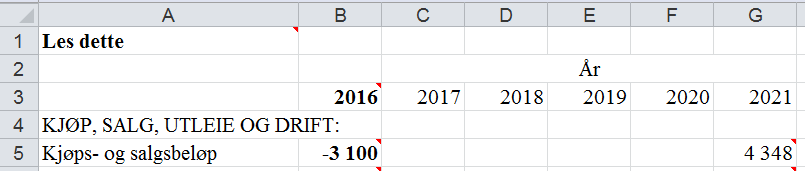 A B C D E F G
1 Les dette
2 År
3 2016 2017 2018 2019 2020 2021
4 KJØP, SALG, UTLEIE OG DRIFT:
5 Kjøps- og salgsbeløp -3 100 4 348